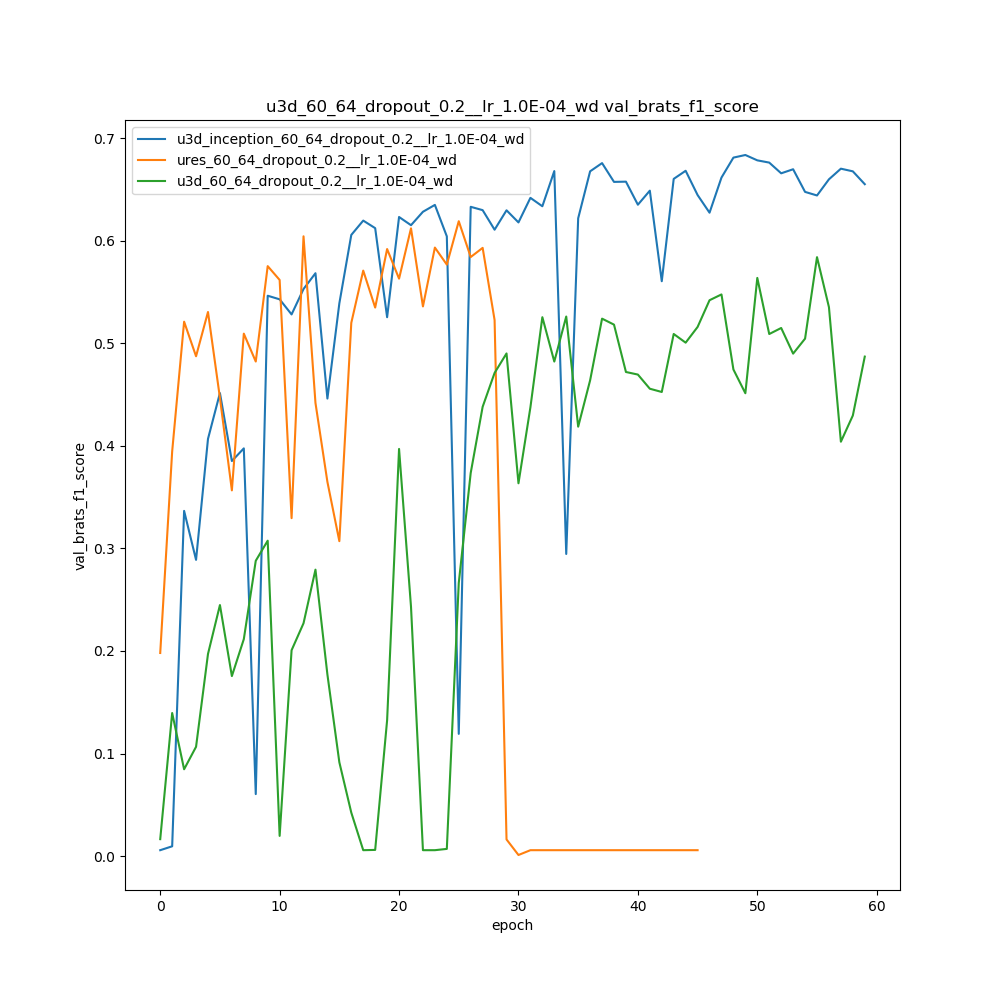 u3d_60_64_dropout_0.2__lr_1.0E-04_wd val_brats_f1_score
u3d_inception_60_64_dropout_0.2__lr_1.0E-04_wd
ures_60_64_dropout_0.2__lr_1.0E-04_wd
u3d_60_64_dropout_0.2__lr_1.0E-04_wd
0.7
0.6
0.5
0.4
0.3
0.2
0.1
0.0
val_brats_f1_score
0 10 20 30 40 50 60
epoch